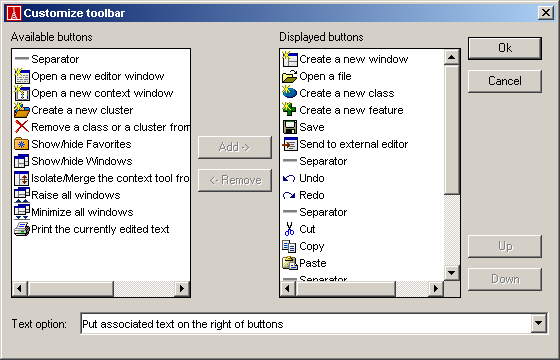 Customize toolbar
Available buttons
Separator
Open a new editor window
Open a new context window
Create a new cluster
Remove a class or a cluster from
Show/hide Favorites
Show/hide Windows
Isolate/Merge the context tool fro
Raise all windows
Minimize all windows
Print the currently edited text
Add ->
<- Remove
Displayed buttons
Create a new window
Open a file
Create a new class
Create a new feature
Save
Send to external editor
Separator
Undo
Redo
Separator
Cut
Copy
Paste
Separator
Ok
Cancel
Up
Down
Text option: Put associated text on the right of buttons